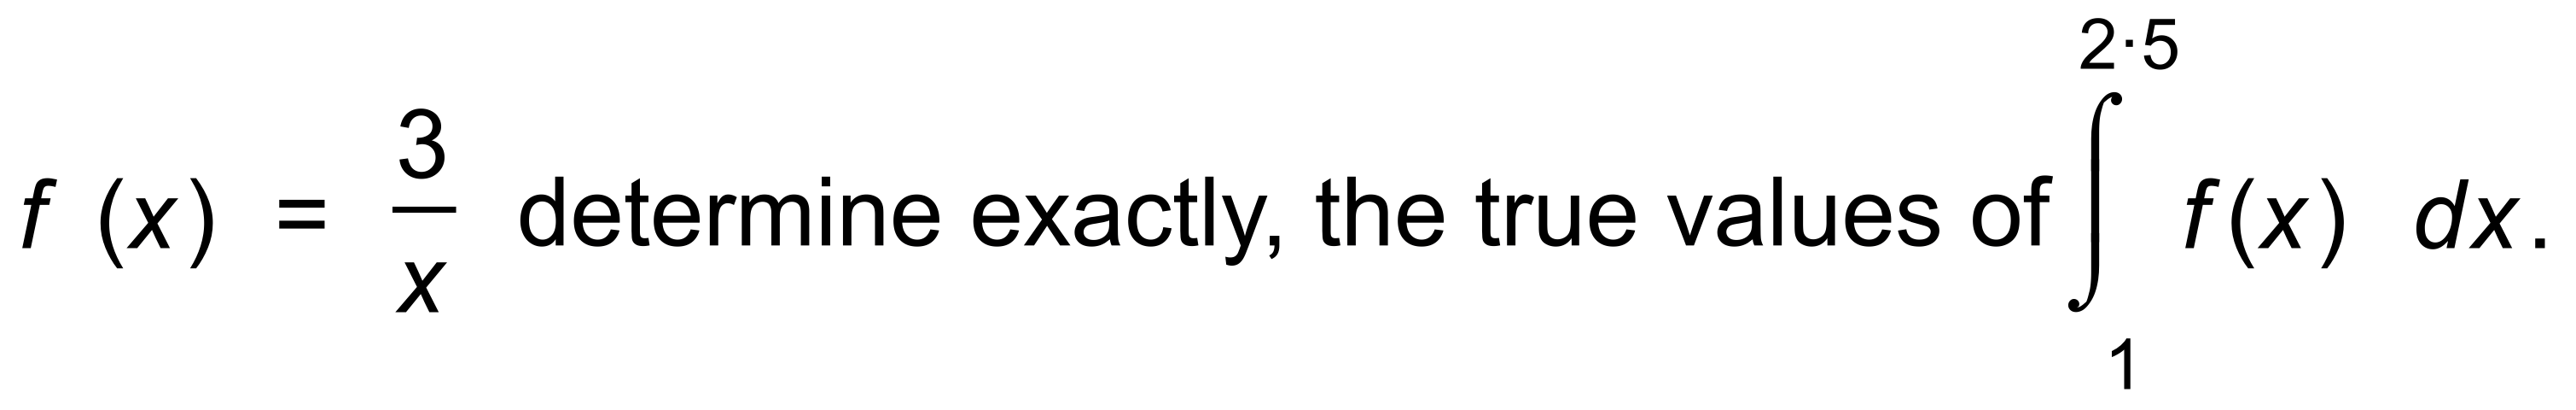 f (x) = 3/x determine exactly, the true values of ∫₁^2·5 f(x) dx.